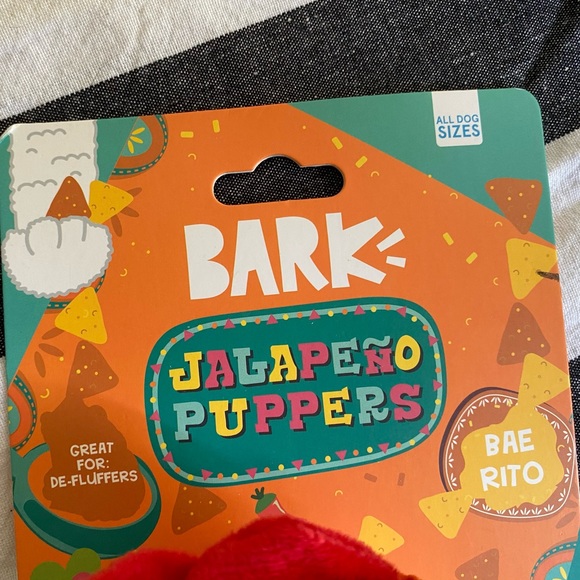 ALL DOG
SIZES
BARK
JALAPEÑO
PUPPERS
GREAT
FOR:
DE-FLUFFERS
BAE
RITO